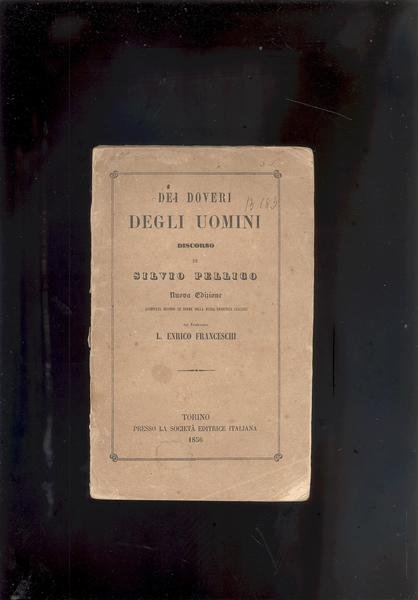 DEI DOVERI
DEGLI UOMINI
DISCORSO
DI
SILVIO PELLICO
Nuova Edizione
L. ENRICO FRANCESCHI
TORINO
PRESSO LA SOCIETÀ EDITRICE ITALIANA
1856